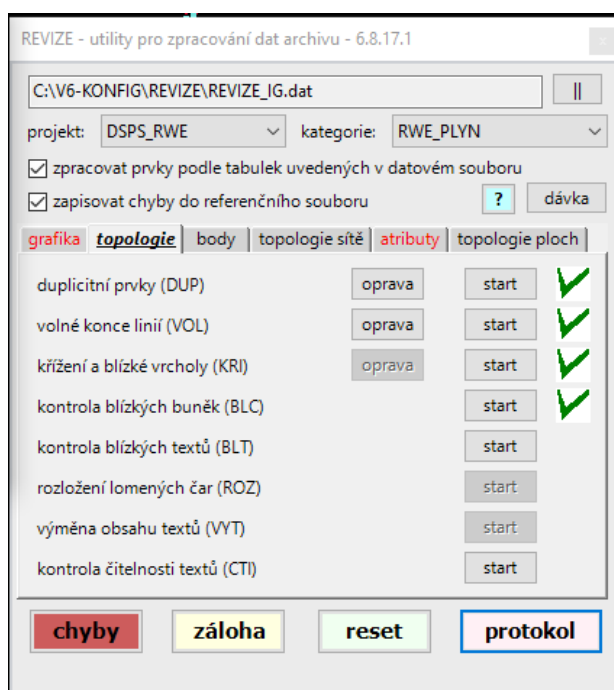 REVIZE - utility pro zpracování dat archivu - 6.8.17.1 x
C:\V6-KONFIG\REVIZE\REVIZE_IG.dat ||
projekt: DSPS_RWE kategorie: RWE_PLYN
zpracovat prvky podle tabulek uvedených v datovém souboru
zapisovat chyby do referenčního souboru ? dávka
grafika topologie body topologie sítě atributy topologie ploch
duplicitní prvky (DUP) oprava start
volné konce linií (VOL) oprava start
křížení a blízké vrcholy (KRI) oprava start
kontrola blízkých buněk (BLC) start
kontrola blízkých textů (BLT) start
rozložení lomených čar (ROZ) start
výměna obsahu textů (VYT) start
kontrola čitelnosti textů (CTI) start
chyby záloha reset protokol